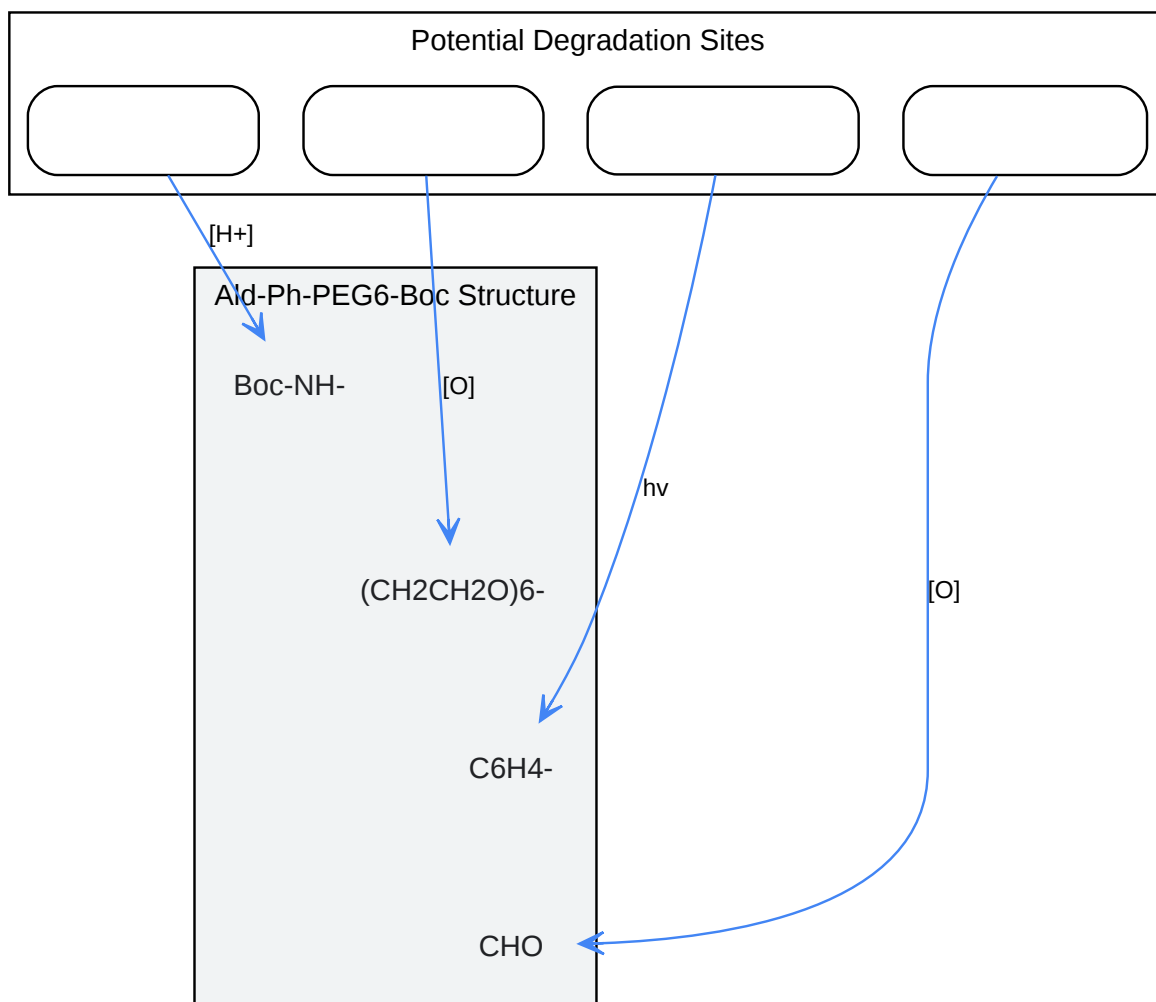 Potential Degradation Sites
[H+]
Ald-Ph-PEG6-Boc Structure
Boc-NH-
[O]
hv
(CH2CH2O)6-
[O]
C6H4-
CHO